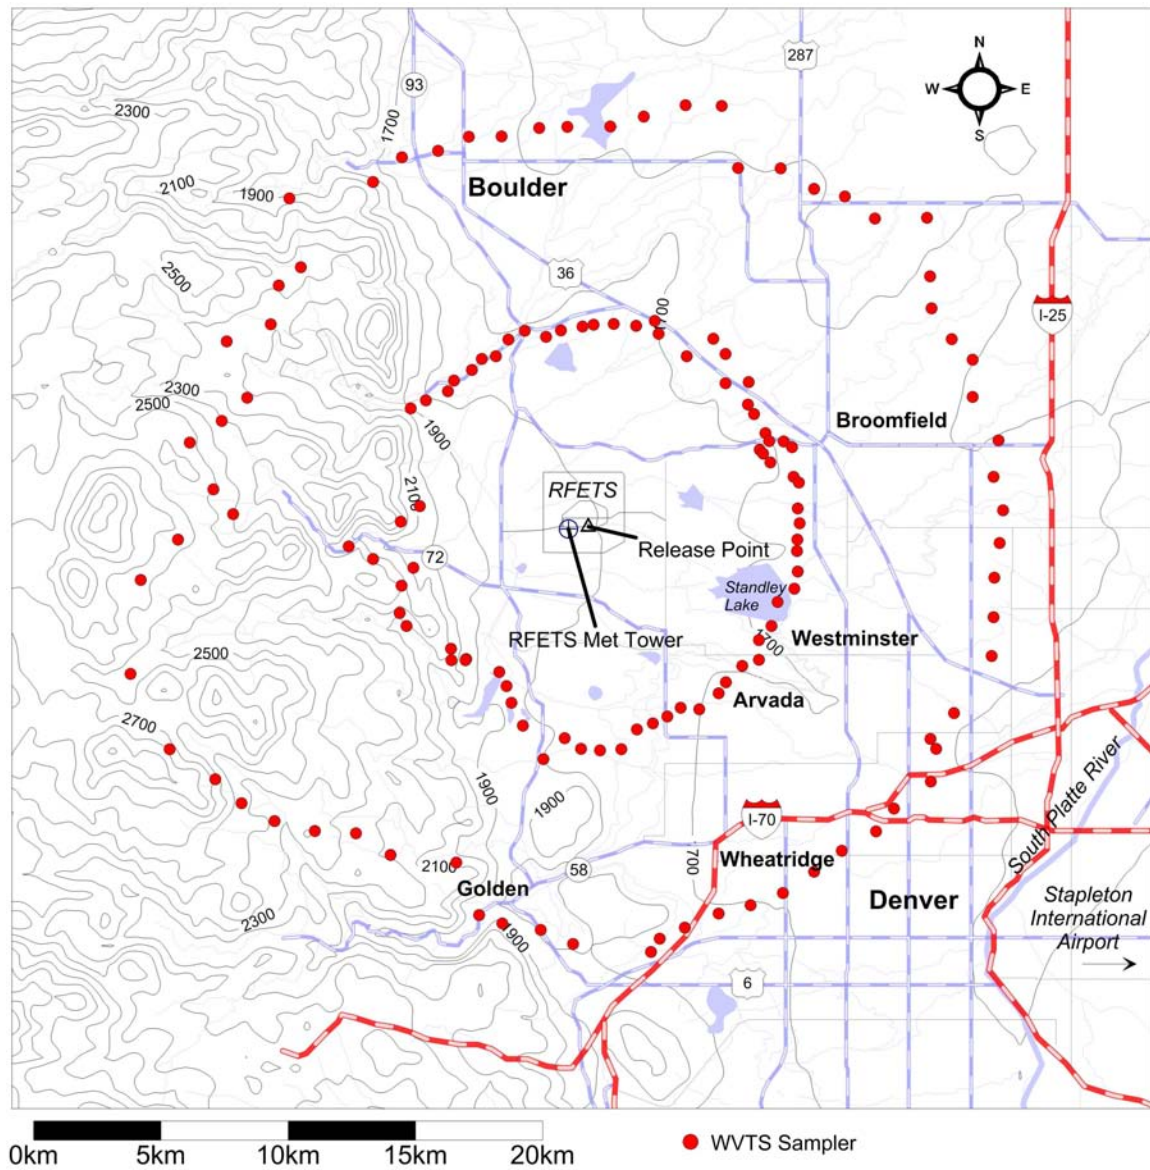 287
N
W E
S
93
2300
1700
2100
1900
Boulder
2500
36
1700
I-25
2300
2500
1900
Broomfield
2100
RFETS
Release Point
72
Standley
Lake
RFETS Met Tower
1700
Westminster
2500
Arvada
2700
1900
1900
South Platte River
I-70
700
Wheatridge
2100
58
Golden
Denver
2300
1900
Stapleton
International
Airport
6
0km 5km 10km 15km 20km
WVTS Sampler